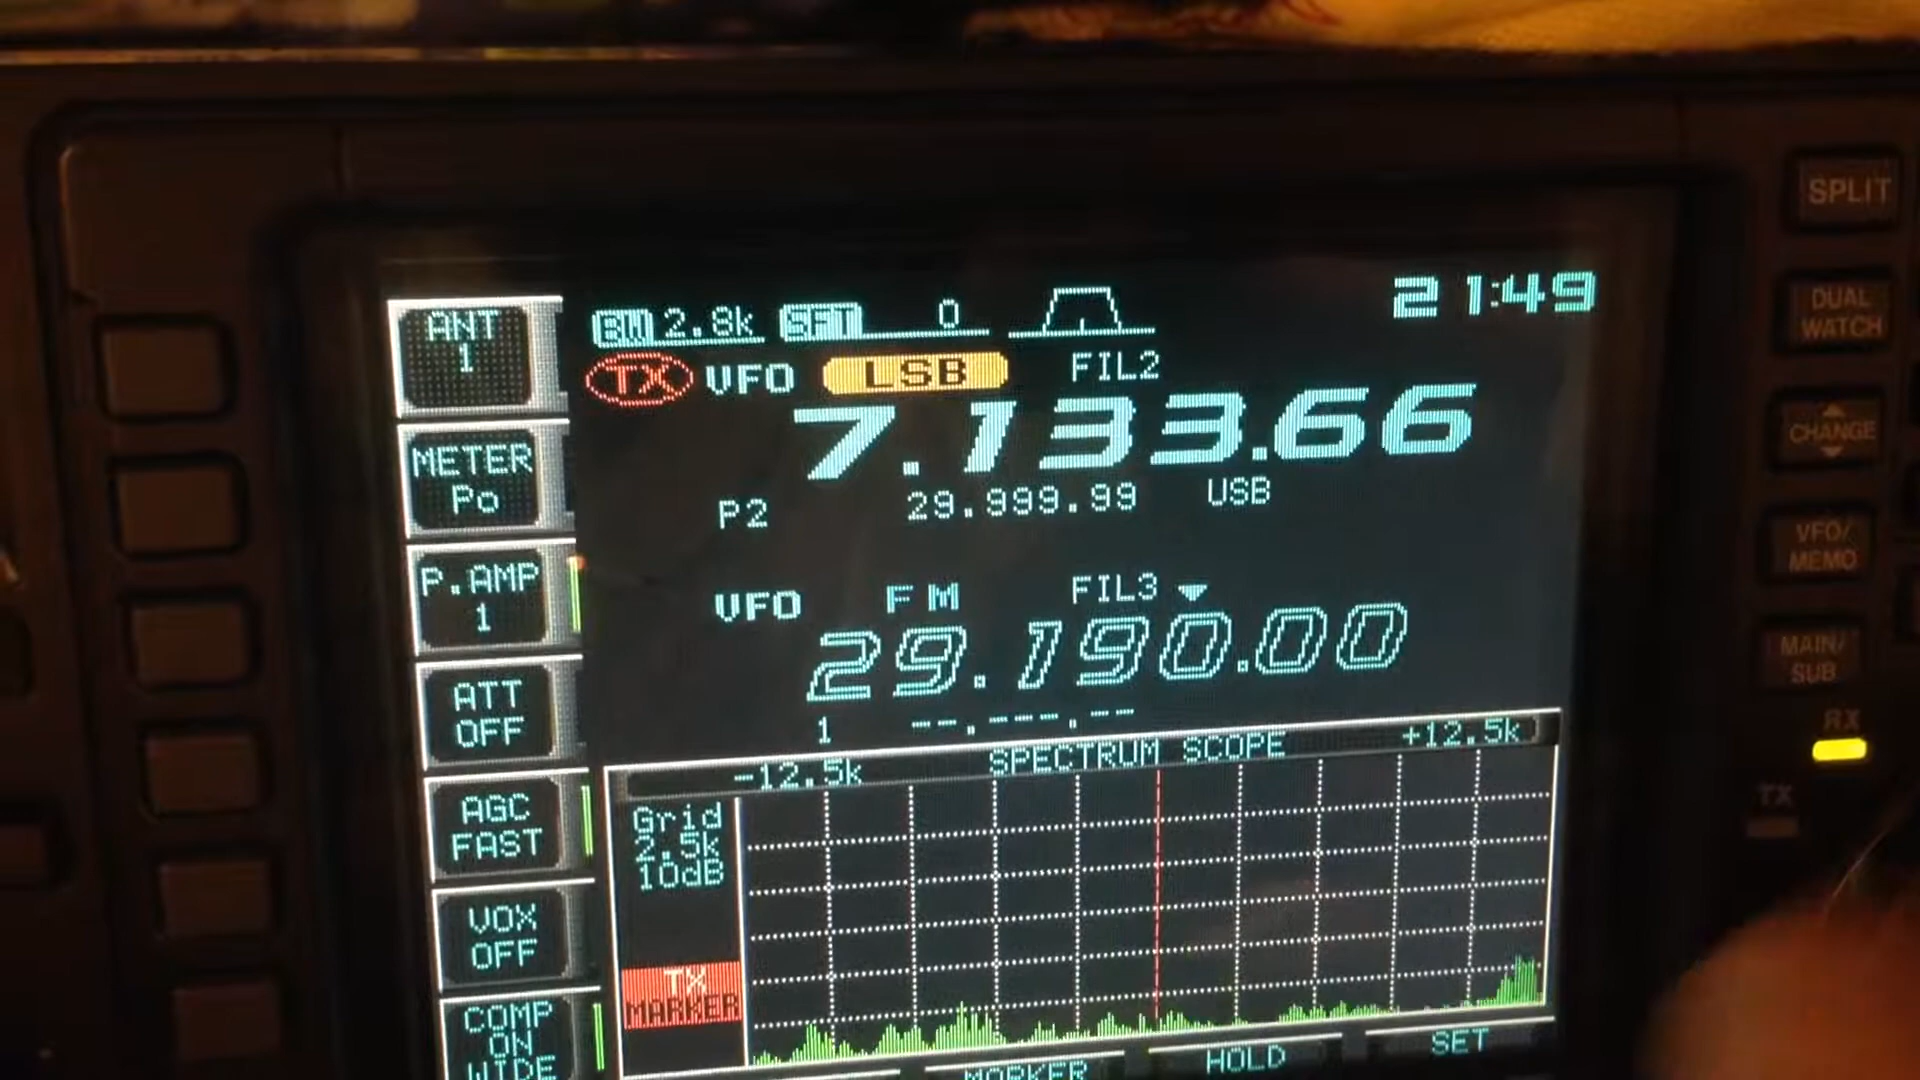 BW 2.8k SFT 0
21:49
TX VFO LSB FIL2
7.133.66
P2 29.999.99 USB
VFO FM FIL3
29.190.00
1 --.---.--
ANT
1
METER
Po
P.AMP
1
ATT
OFF
AGC
FAST
VOX
OFF
COMP
ON
WIDE
-12.5k SPECTRUM SCOPE +12.5k
Grid
2.5k
10dB
TX
MARKER
MARKER HOLD SET
SPLIT
DUAL
WATCH
CHANGE
VFO/
MEMO
MAIN/
SUB
RX
TX